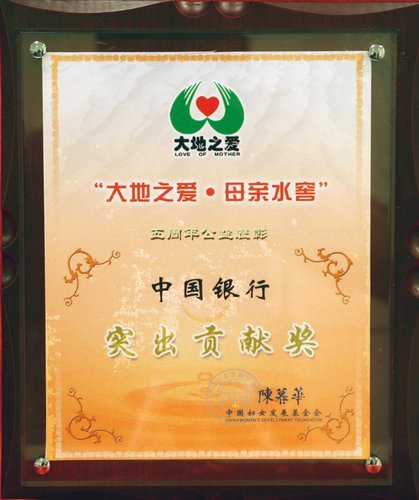 大地之爱
LOVE OF MOTHER
“大地之爱·母亲水窖”
五周年公益表彰
中国银行
突出贡献奖
陳慕華
中国妇女发展基金会
CHINA WOMEN'S DEVELOPMENT FOUNDATION